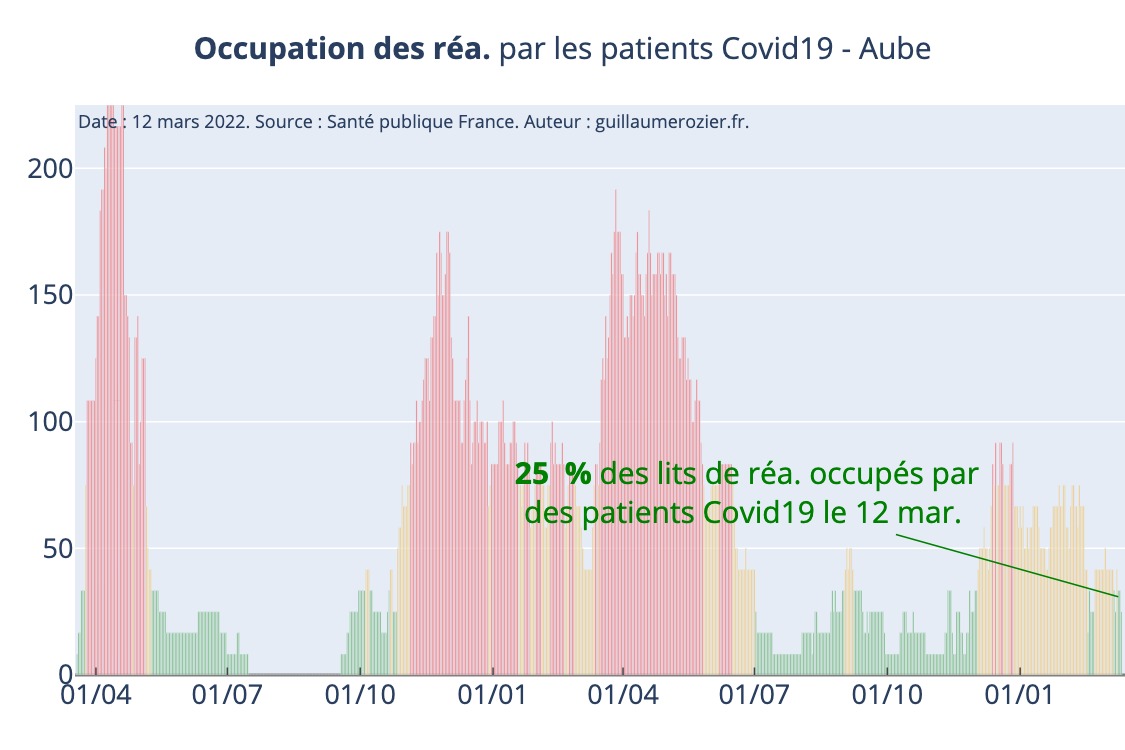 Occupation des réa. par les patients Covid19 - Aube
Date : 12 mars 2022. Source : Santé publique France. Auteur : guillaumerozier.fr.
200
150
100
25 % des lits de réa. occupés par
des patients Covid19 le 12 mar.
50
0
01/04 01/07 01/10 01/01 01/04 01/07 01/10 01/01